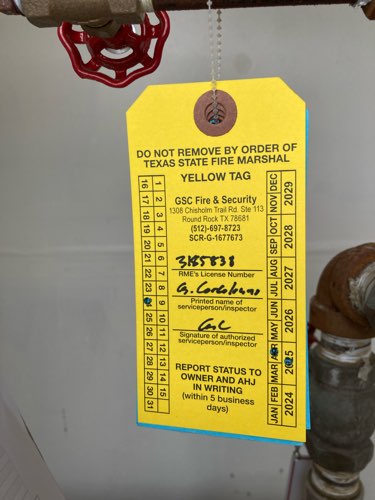 DO NOT REMOVE BY ORDER OF
TEXAS STATE FIRE MARSHAL
YELLOW TAG
GSC Fire & Security
1308 Chisholm Trail Rd. Ste 113
Round Rock TX 78681
(512)-697-8723
SCR-G-1677673
RME's License Number
G.
Printed name of
serviceperson/inspector
Signature of authorized
serviceperson/inspector
REPORT STATUS TO
OWNER AND AHJ
IN WRITING
(within 5 business
days)
1 2 3 4 5 6 7 8 9 10 11 12 13 14 15
16 17 18 19 20 21 22 23 25 26 27 28 29 30 31
JAN FEB MAR APR MAY JUN JUL AUG SEP OCT NOV DEC
2024 2025 2026 2027 2028 2029